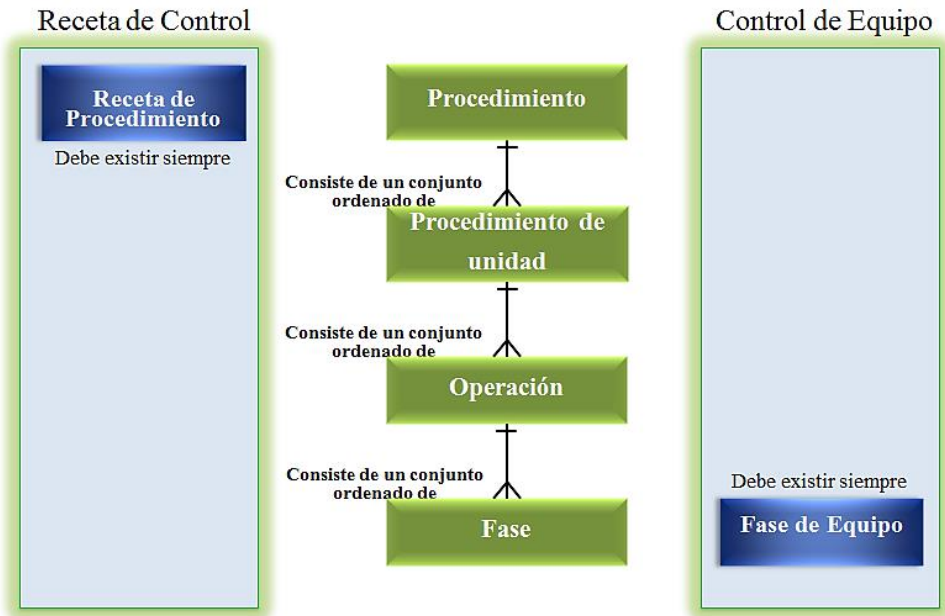 Receta de Control
Control de Equipo
Receta de
Procedimiento
Debe existir siempre
Procedimiento
Consiste de un conjunto
ordenado de
Procedimiento de
unidad
Consiste de un conjunto
ordenado de
Operación
Consiste de un conjunto
ordenado de
Fase
Debe existir siempre
Fase de Equipo